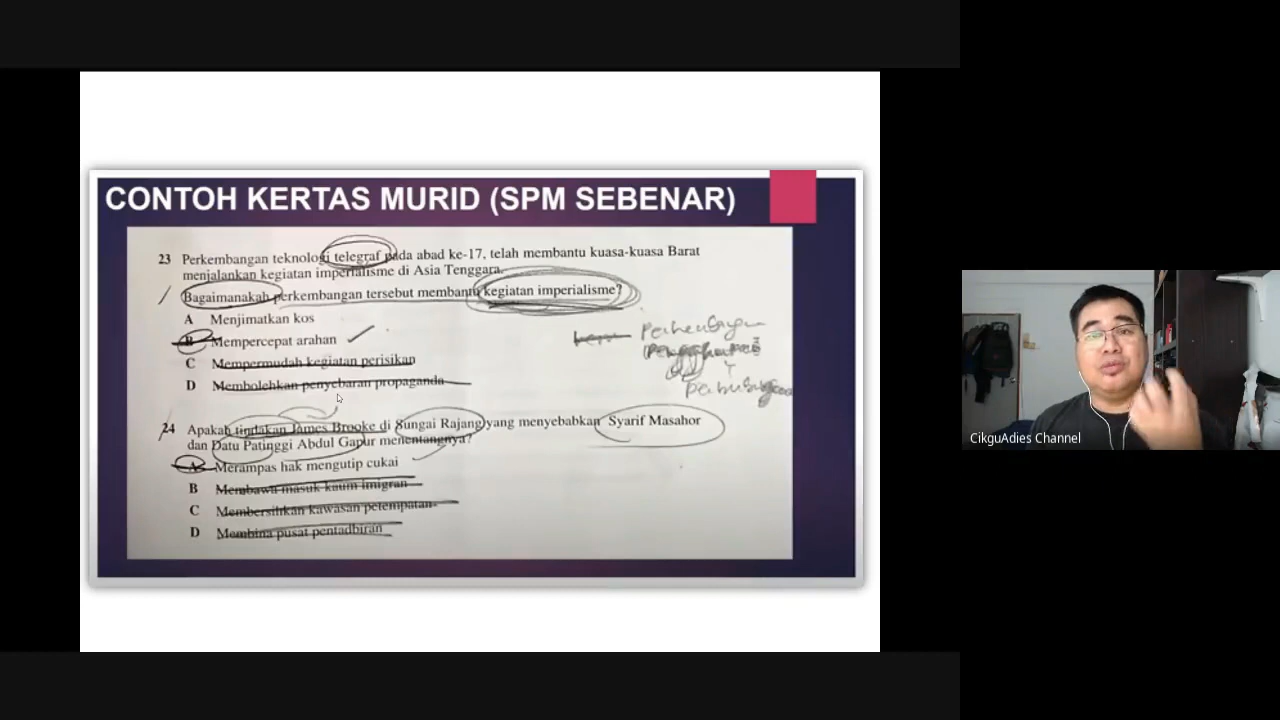 CONTOH KERTAS MURID (SPM SEBENAR)
23 Perkembangan teknologi telegraf pada abad ke-17, telah membantu kuasa-kuasa Barat
menjalankan kegiatan imperialisme di Asia Tenggara.
Bagaimanakah perkembangan tersebut membantu kegiatan imperialisme?
A Menjimatkan kos
B Mempercepat arahan
C Mempermudah kegiatan perisikan
D Membolehkan penyebaran propaganda
24 Apakah tindakan James Brooke di Sungai Rajang yang menyebabkan Syarif Masahor
dan Datu Patinggi Abdul Gapur menentangnya?
A Merampas hak mengutip cukai
B Membawa masuk kaum imigran
C Membersihkan kawasan petempatan
D Membina pusat pentadbiran
CikguAdies Channel